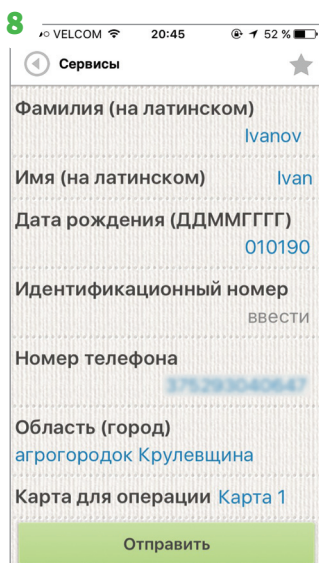 8
VELCOM 20:45 52 %
Сервисы
Фамилия (на латинском)
Ivanov
Имя (на латинском) Ivan
Дата рождения (ДДММГГГГ)
010190
Идентификационный номер
ввести
Номер телефона
Область (город)
агрогородок Крулевщина
Карта для операции Карта 1
Отправить